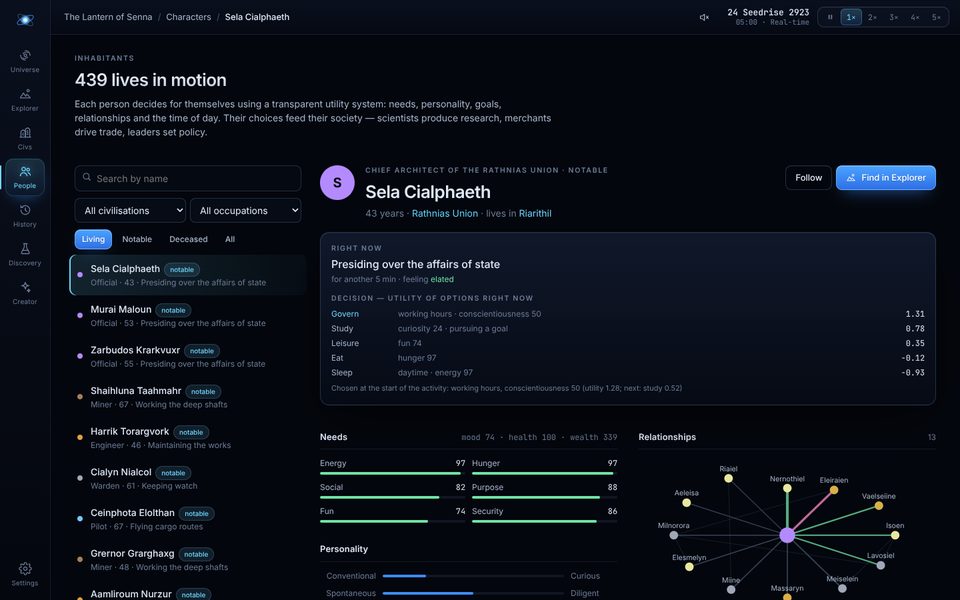 The Lantern of Senna / Characters / Sela Cialphaeth
24 Seedrise 2923
05:00 · Real-time
1× 2× 3× 4× 5×
Universe
Explorer
Civs
People
History
Discovery
Creator
Settings
INHABITANTS
439 lives in motion
Each person decides for themselves using a transparent utility system: needs, personality, goals,
relationships and the time of day. Their choices feed their society — scientists produce research, merchants
drive trade, leaders set policy.
Search by name
All civilisations All occupations
Living Notable Deceased All
Sela Cialphaeth notable
Official · 43 · Presiding over the affairs of state
Murai Maloun notable
Official · 53 · Presiding over the affairs of state
Zarbudos Krarkvuxr notable
Official · 55 · Presiding over the affairs of state
Shaihluna Taahmahr notable
Miner · 67 · Working the deep shafts
Harrik Torargvork notable
Engineer · 46 · Maintaining the works
Cialyn Nialcol notable
Warden · 61 · Keeping watch
Ceinphota Elolthan notable
Pilot · 67 · Flying cargo routes
Grernor Grarghaxg notable
Miner · 48 · Working the deep shafts
Aamliroum Nurzur notable
S
CHIEF ARCHITECT OF THE RATHNIAS UNION · NOTABLE
Sela Cialphaeth
43 years · Rathnias Union · lives in Riarithil
Follow
Find in Explorer
RIGHT NOW
Presiding over the affairs of state
for another 5 min · feeling elated
DECISION — UTILITY OF OPTIONS RIGHT NOW
Govern working hours · conscientiousness 50 1.31
Study curiosity 24 · pursuing a goal 0.78
Leisure fun 74 0.35
Eat hunger 97 -0.12
Sleep daytime · energy 97 -0.93
Chosen at the start of the activity: working hours, conscientiousness 50 (utility 1.28; next: study 0.52)
Needs mood 74 · health 100 · wealth 339
Energy 97 Hunger 97
Social 82 Purpose 88
Fun 74 Security 86
Personality
Conventional Curious
Spontaneous Diligent
Relationships 13
Riaiel
Nernothiel
Eleiraien
Aeleisa
Vaelseiine
Milnorora
Isoen
Elesmelyn
Lavosiel
Miine
Meiselein
Massaryn